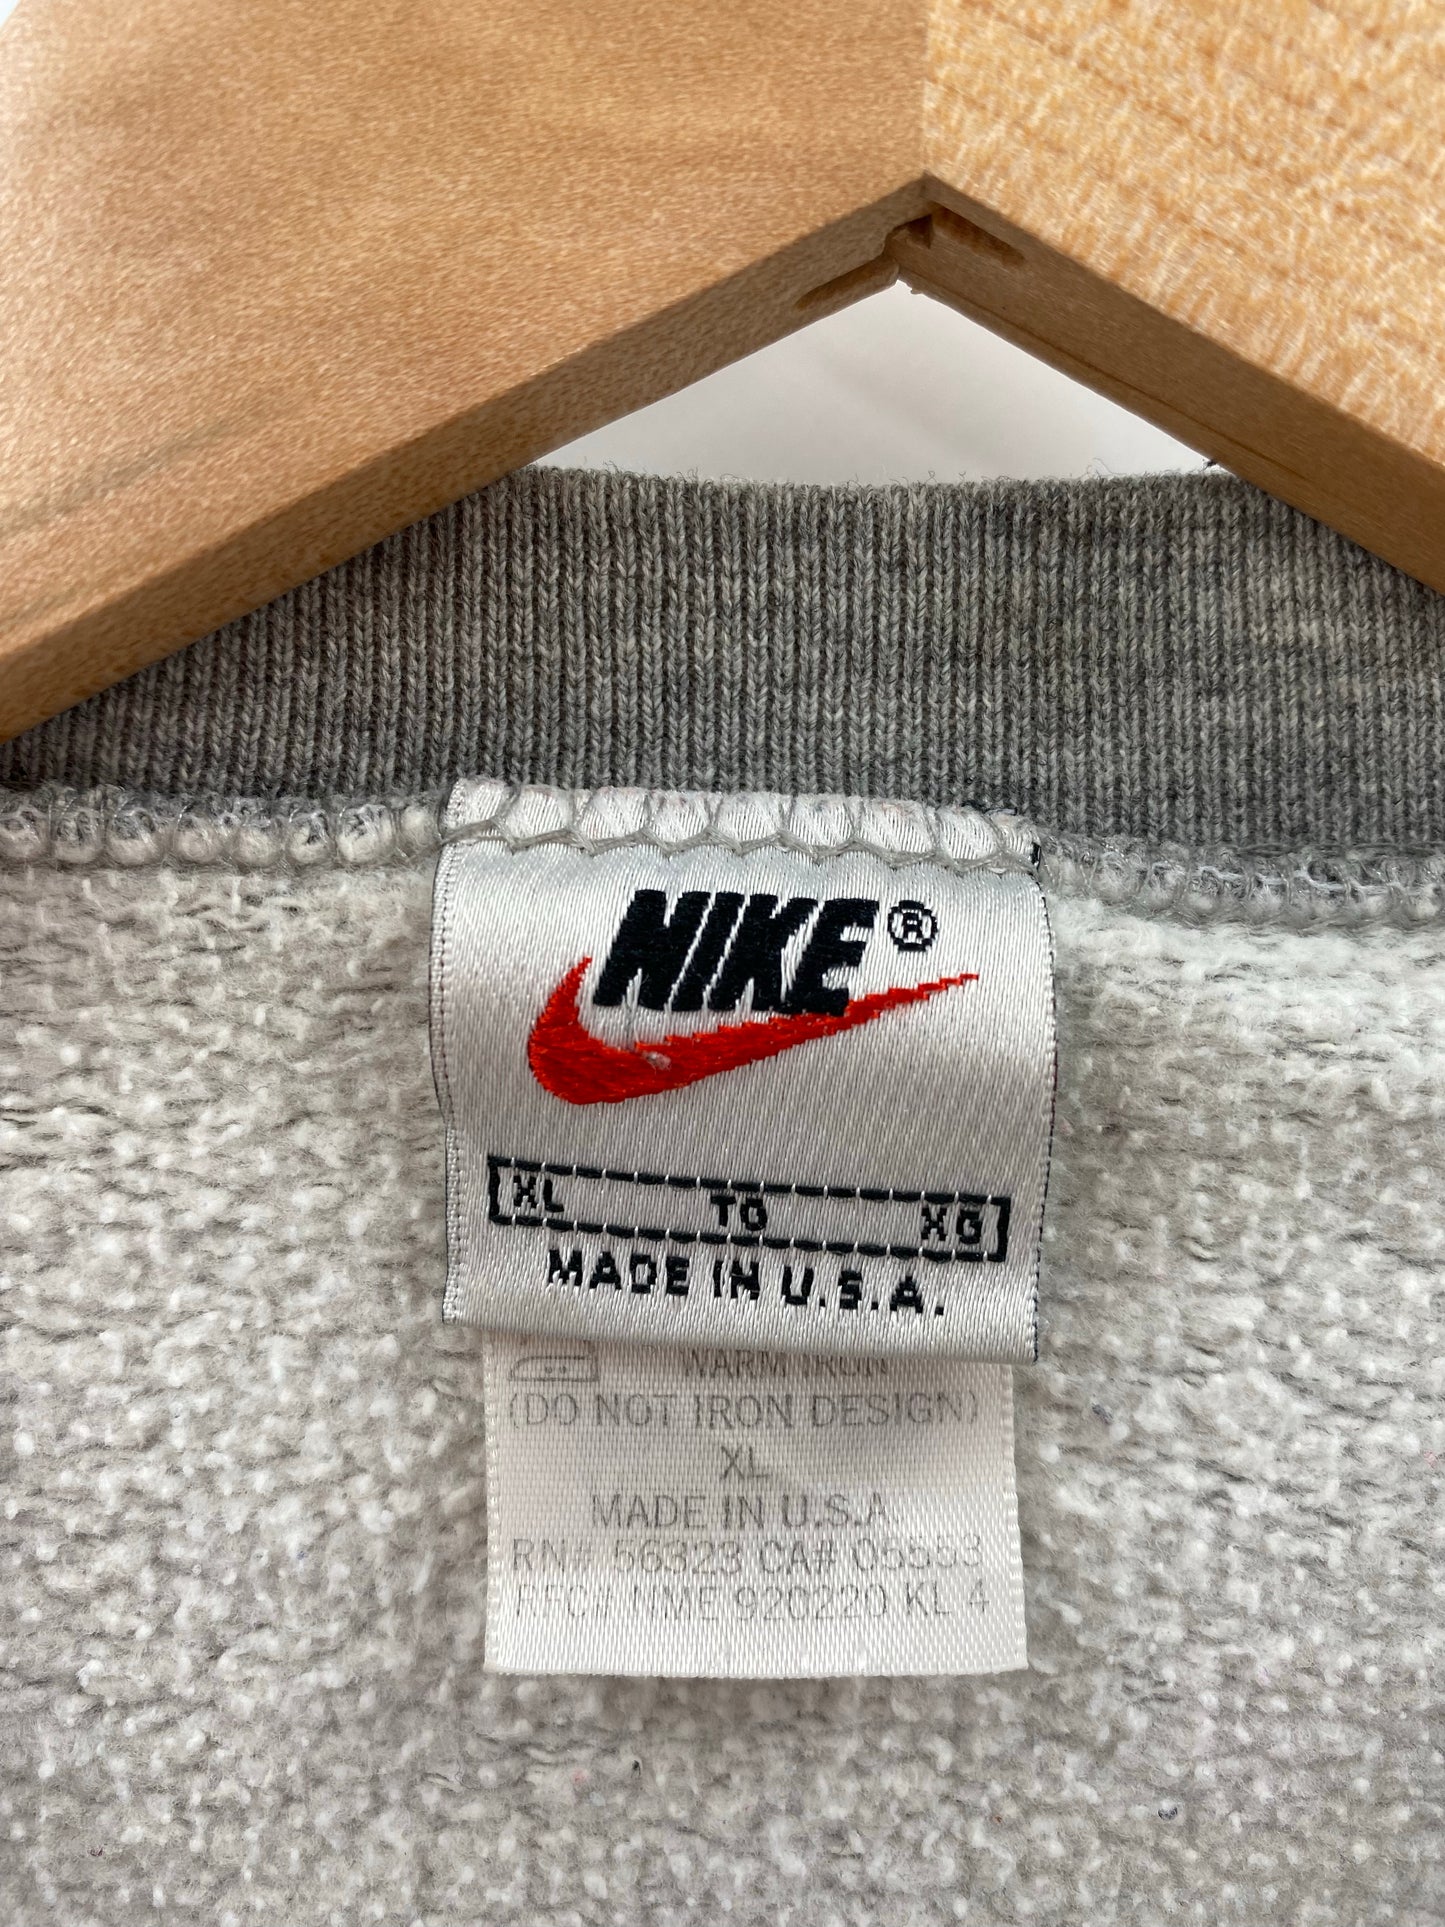 NIKE®
XL TG XG
MADE IN U.S.A.
WARM IRON
(DO NOT IRON DESIGN)
XL
MADE IN U.S.A
RN# 56323 CA# 05553
RFC# NME 920220 KL 4